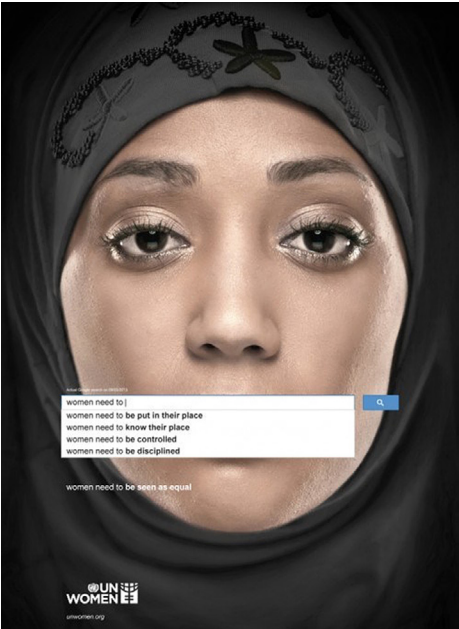 women need to
women need to be put in their place
women need to know their place
women need to be controlled
women need to be disciplined
women need to be seen as equal
UN
WOMEN
unwomen.org